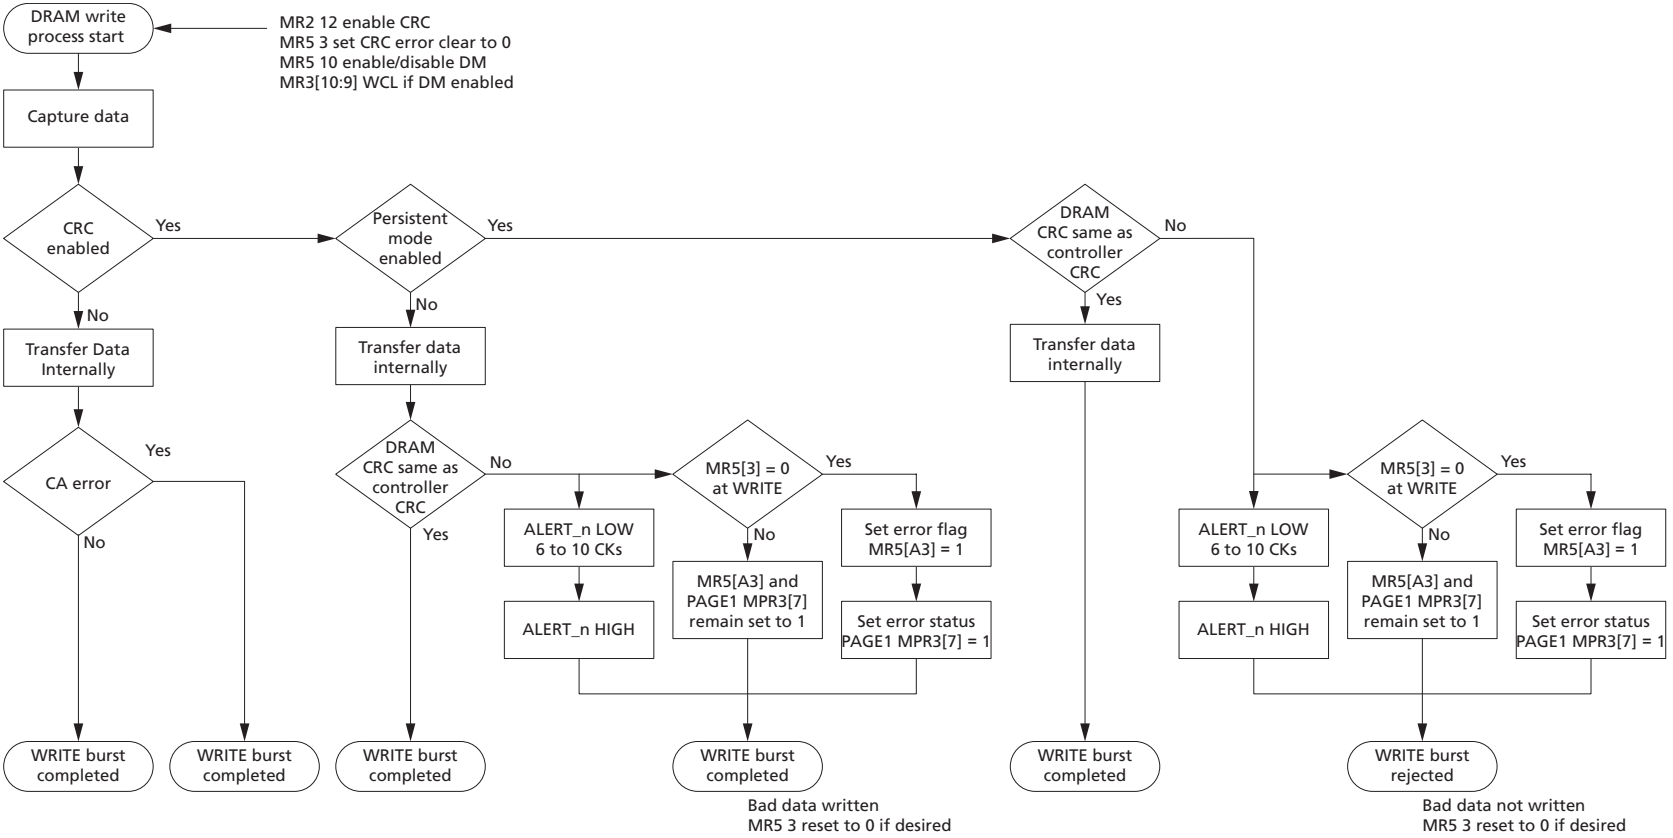 DRAM write
process start
MR2 12 enable CRC
MR5 3 set CRC error clear to 0
MR5 10 enable/disable DM
MR3[10:9] WCL if DM enabled
Capture data
CRC
enabled
Yes
Persistent
mode
enabled
Yes
DRAM
CRC same as
controller
CRC
No
No
No
Yes
Transfer Data
Internally
Transfer data
internally
Transfer data
internally
CA error
Yes
No
DRAM
CRC same as
controller
CRC
No
Yes
MR5[3] = 0
at WRITE
Yes
No
ALERT_n LOW
6 to 10 CKs
Set error flag
MR5[A3] = 1
MR5[A3] and
PAGE1 MPR3[7]
remain set to 1
ALERT_n HIGH
Set error status
PAGE1 MPR3[7] = 1
MR5[3] = 0
at WRITE
Yes
No
ALERT_n LOW
6 to 10 CKs
Set error flag
MR5[A3] = 1
MR5[A3] and
PAGE1 MPR3[7]
remain set to 1
ALERT_n HIGH
Set error status
PAGE1 MPR3[7] = 1
WRITE burst
completed
WRITE burst
completed
WRITE burst
completed
WRITE burst
completed
WRITE burst
completed
WRITE burst
rejected
Bad data written
MR5 3 reset to 0 if desired
Bad data not written
MR5 3 reset to 0 if desired